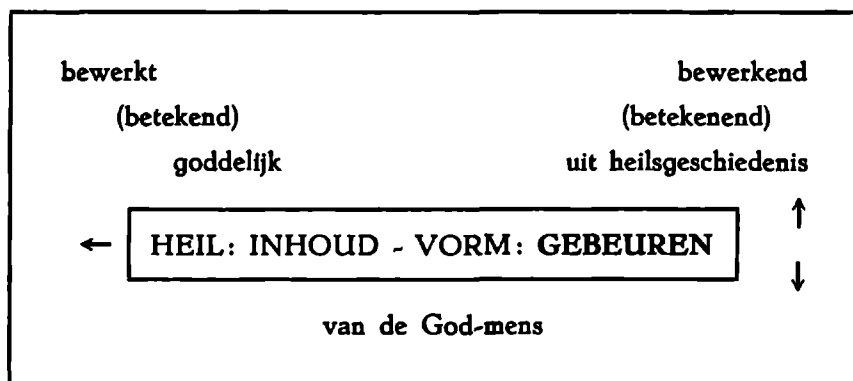 bewerkt bewerkend
(betekend) (betekenend)
goddelijk uit heilsgeschiedenis
← HEIL: INHOUD - VORM: GEBEUREN ↑ ↓
van de God-mens